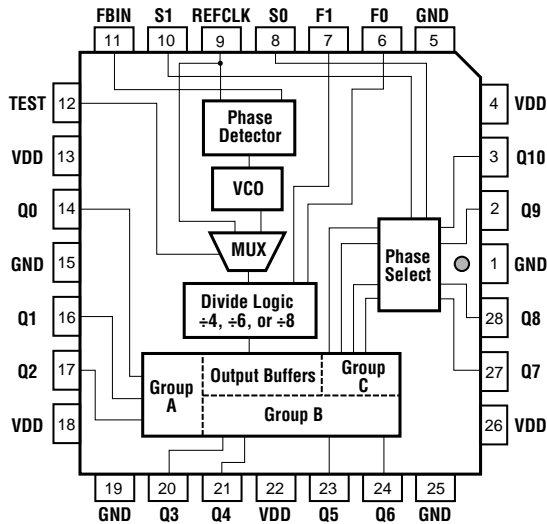 FBIN S1 REFCLK S0 F1 F0 GND
11 10 9 8 7 6 5
TEST 12
4 VDD
Phase
Detector
VDD 13
3 Q10
VCO
Q0 14
2 Q9
MUX
Phase
Select
GND 15
1 GND
Divide Logic
÷4, ÷6, or ÷8
Q1 16
28 Q8
Q2 17
27 Q7
Group
A
Output Buffers
Group
C
Group B
VDD 18
26 VDD
19 20 21 22 23 24 25
GND Q3 Q4 VDD Q5 Q6 GND